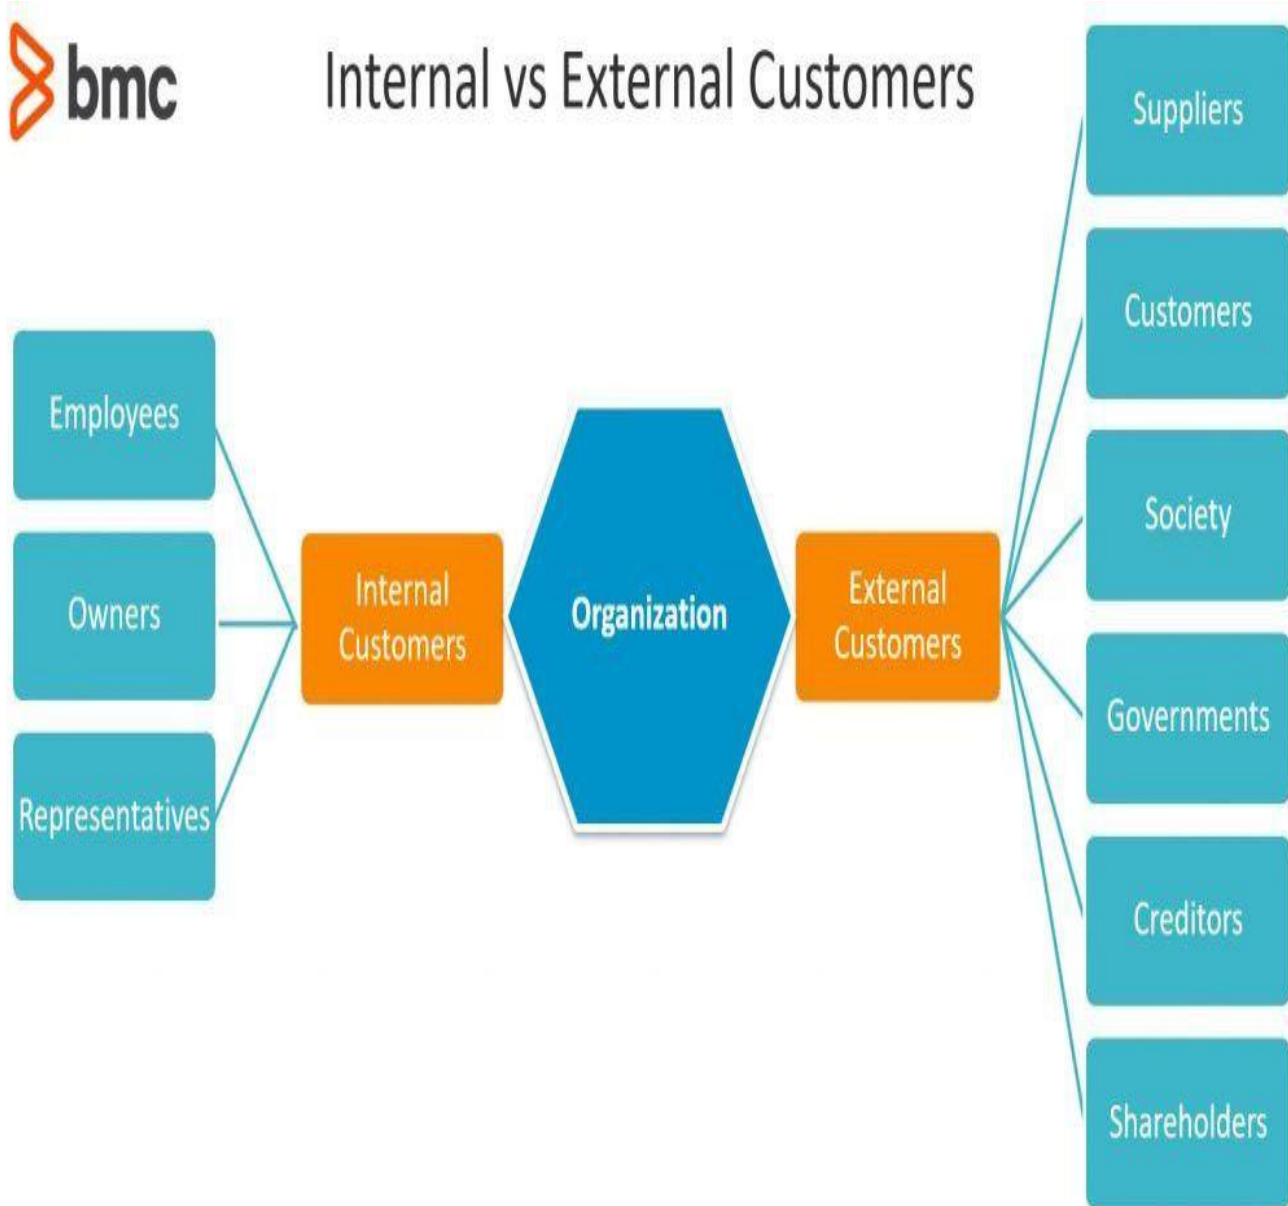 bmc
Internal vs External Customers
Employees
Owners
Representatives
Internal
Customers
Organization
External
Customers
Suppliers
Customers
Society
Governments
Creditors
Shareholders